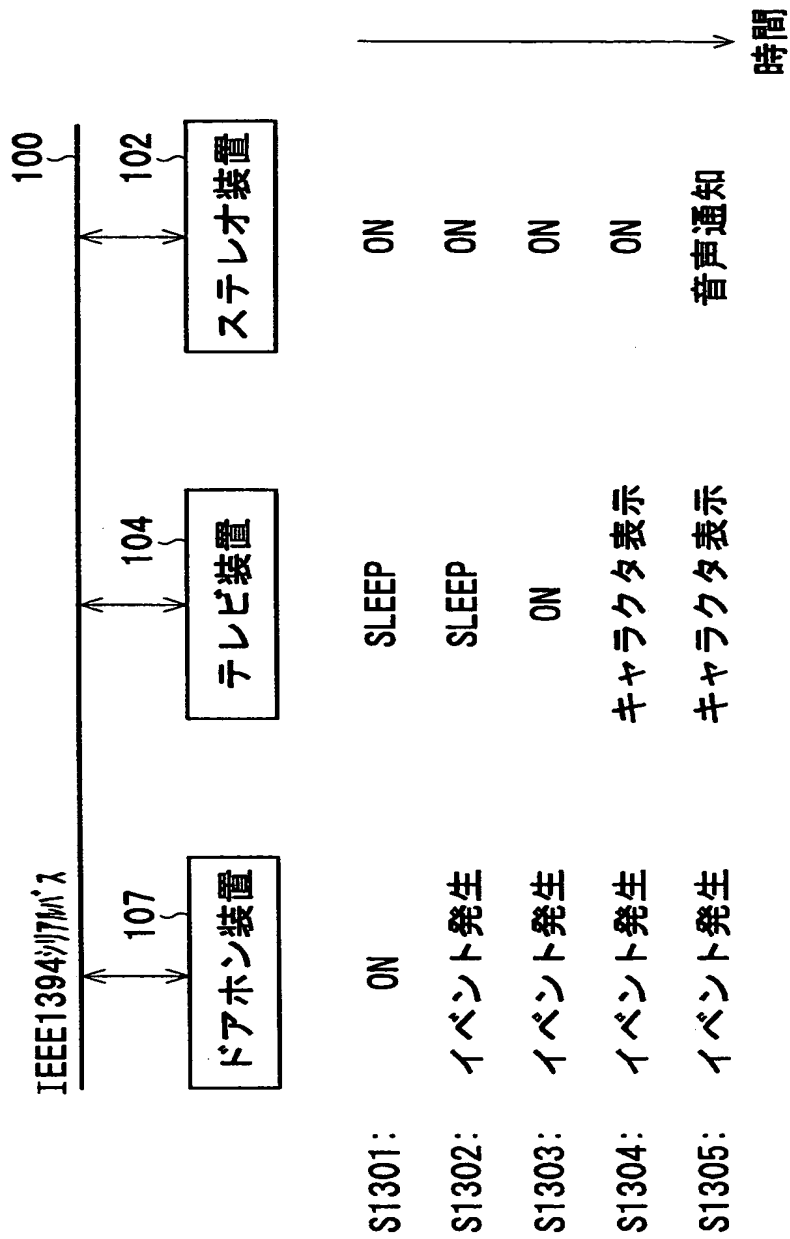 IEEE1394ｼﾘｱﾙﾊﾞｽ
100
107
104
102
ドアホン装置
テレビ装置
ステレオ装置
S1301: ON SLEEP ON
S1302: イベント発生 SLEEP ON
S1303: イベント発生 ON ON
S1304: イベント発生 キャラクタ表示 ON
S1305: イベント発生 キャラクタ表示 音声通知
時間